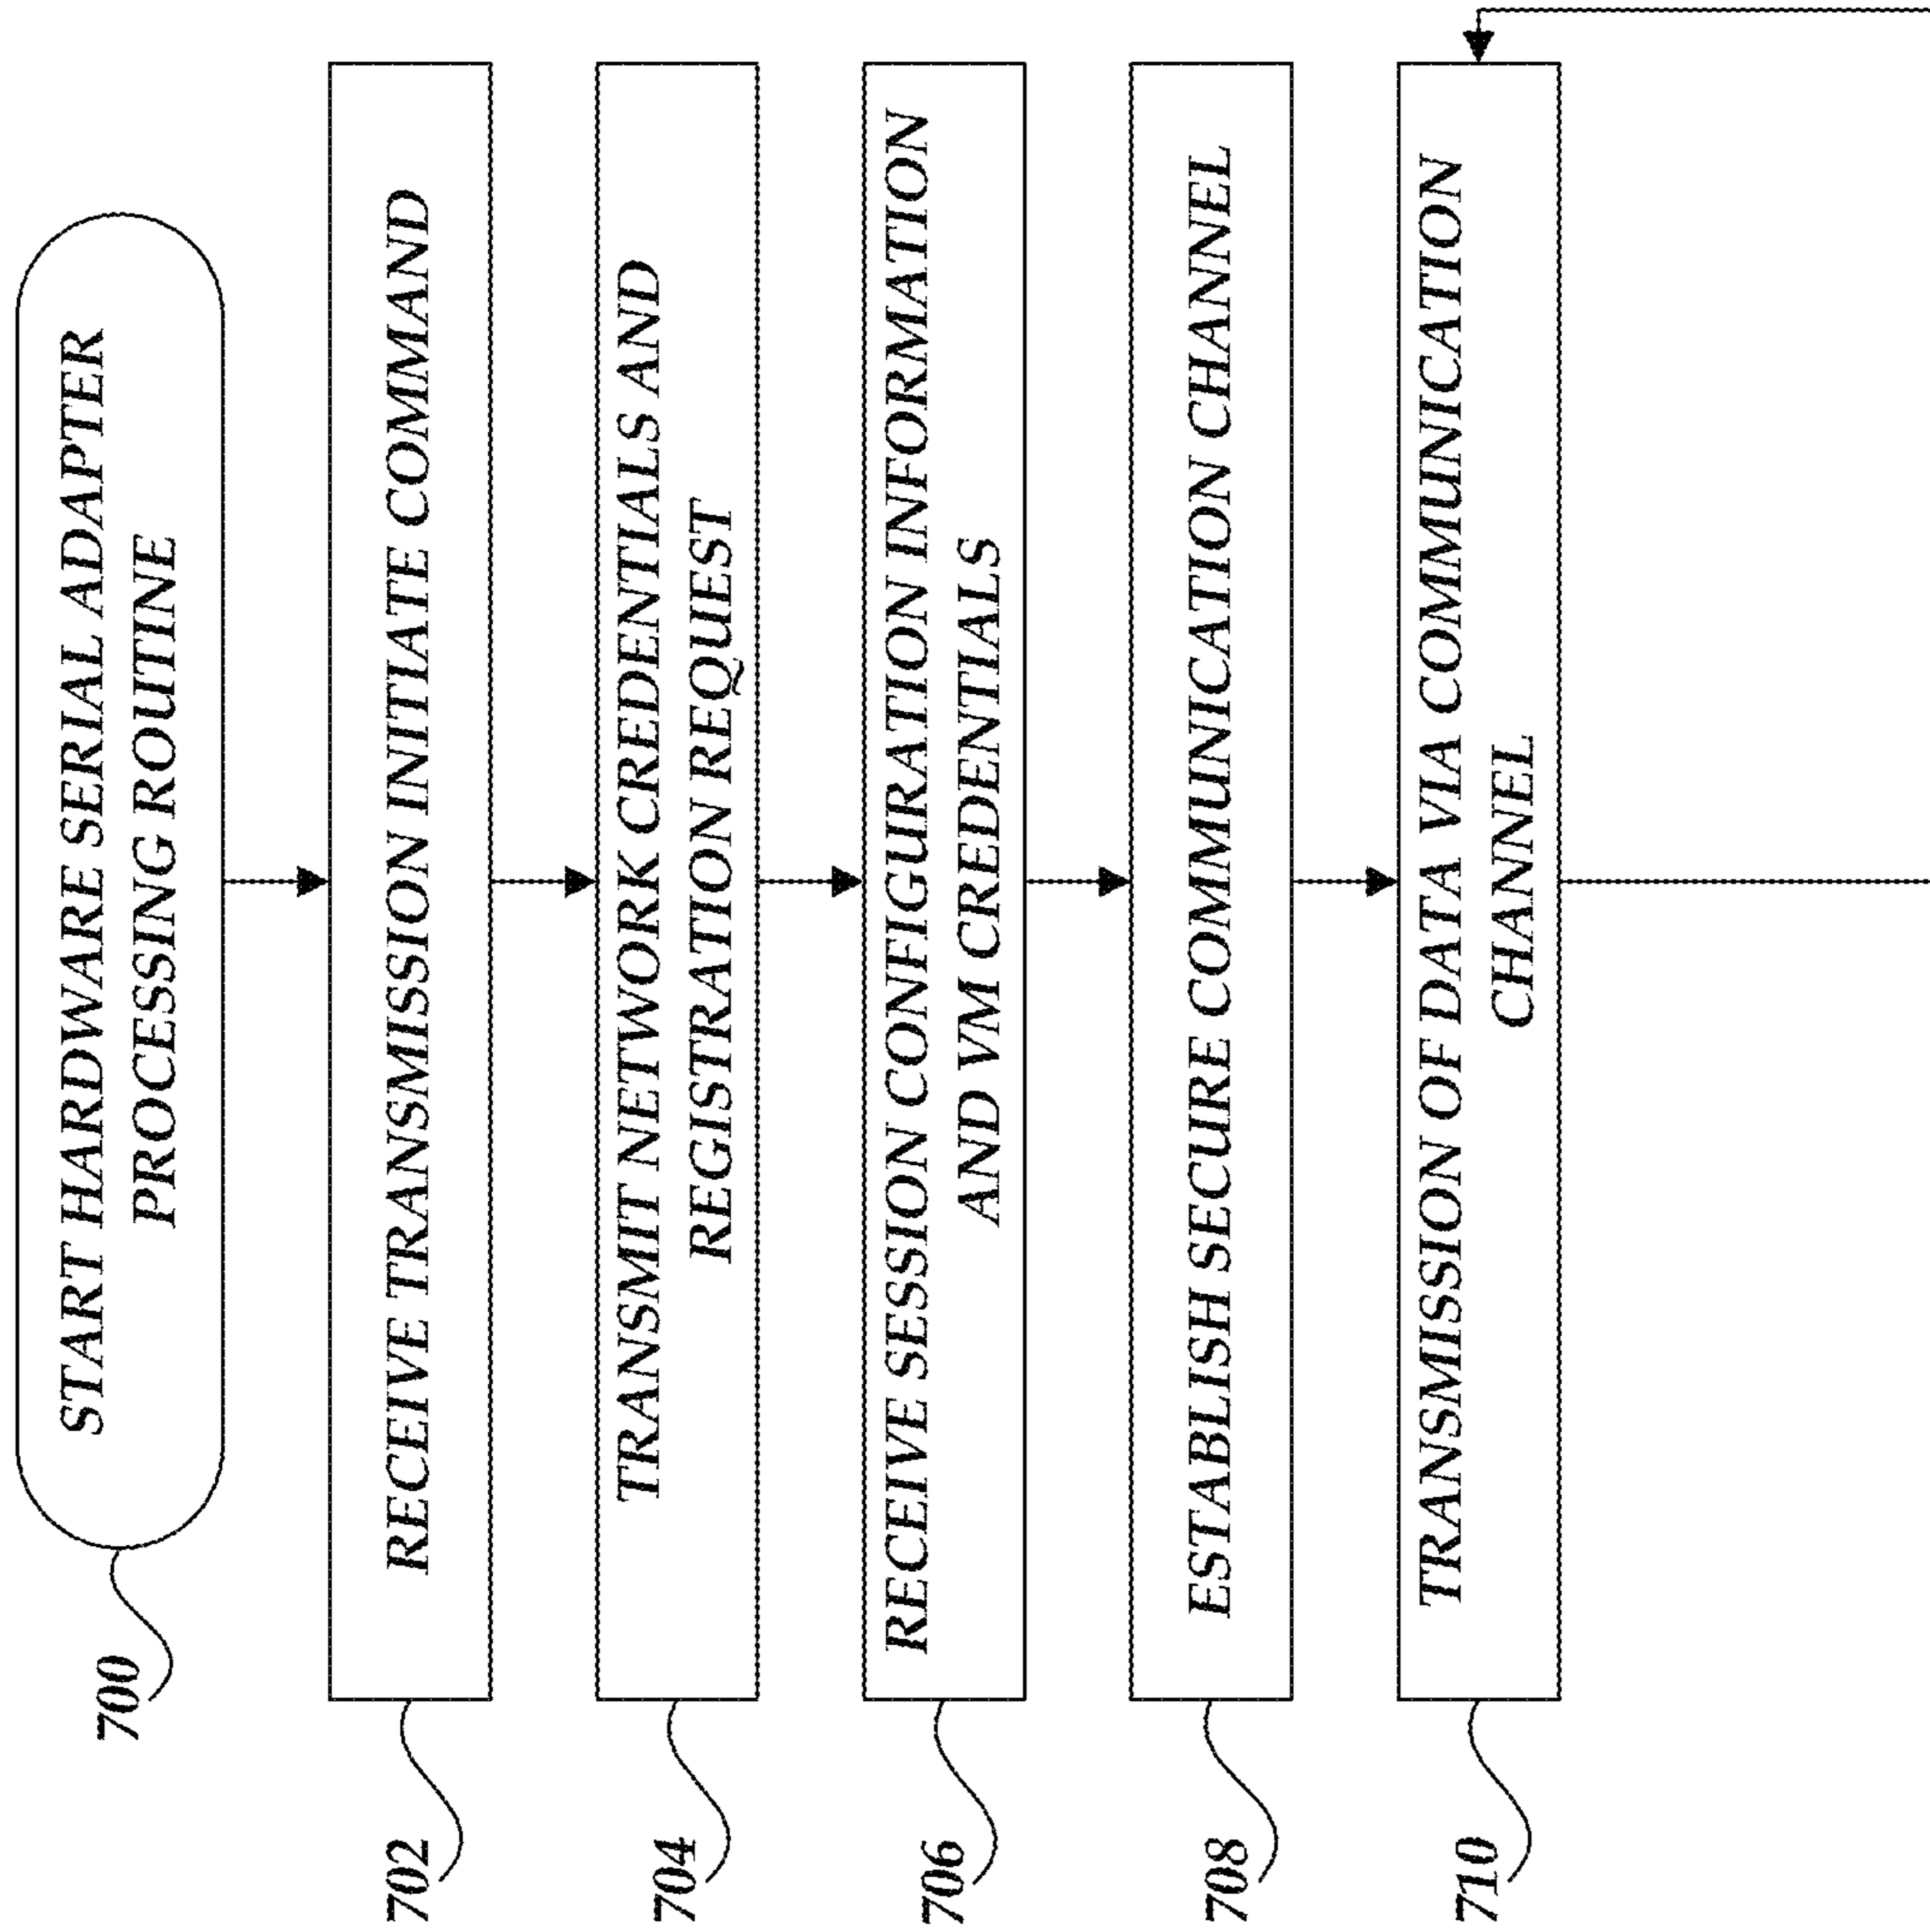 START HARDWARE SERIAL ADAPTER
PROCESSING ROUTINE
700
RECEIVE TRANSMISSION INITIATE COMMAND
702
TRANSMIT NETWORK CREDENTIALS AND
REGISTRATION REQUEST
704
RECEIVE SESSION CONFIGURATION INFORMATION
AND VM CREDENTIALS
706
ESTABLISH SECURE COMMUNICATION CHANNEL
708
TRANSMISSION OF DATA VIA COMMUNICATION
CHANNEL
710